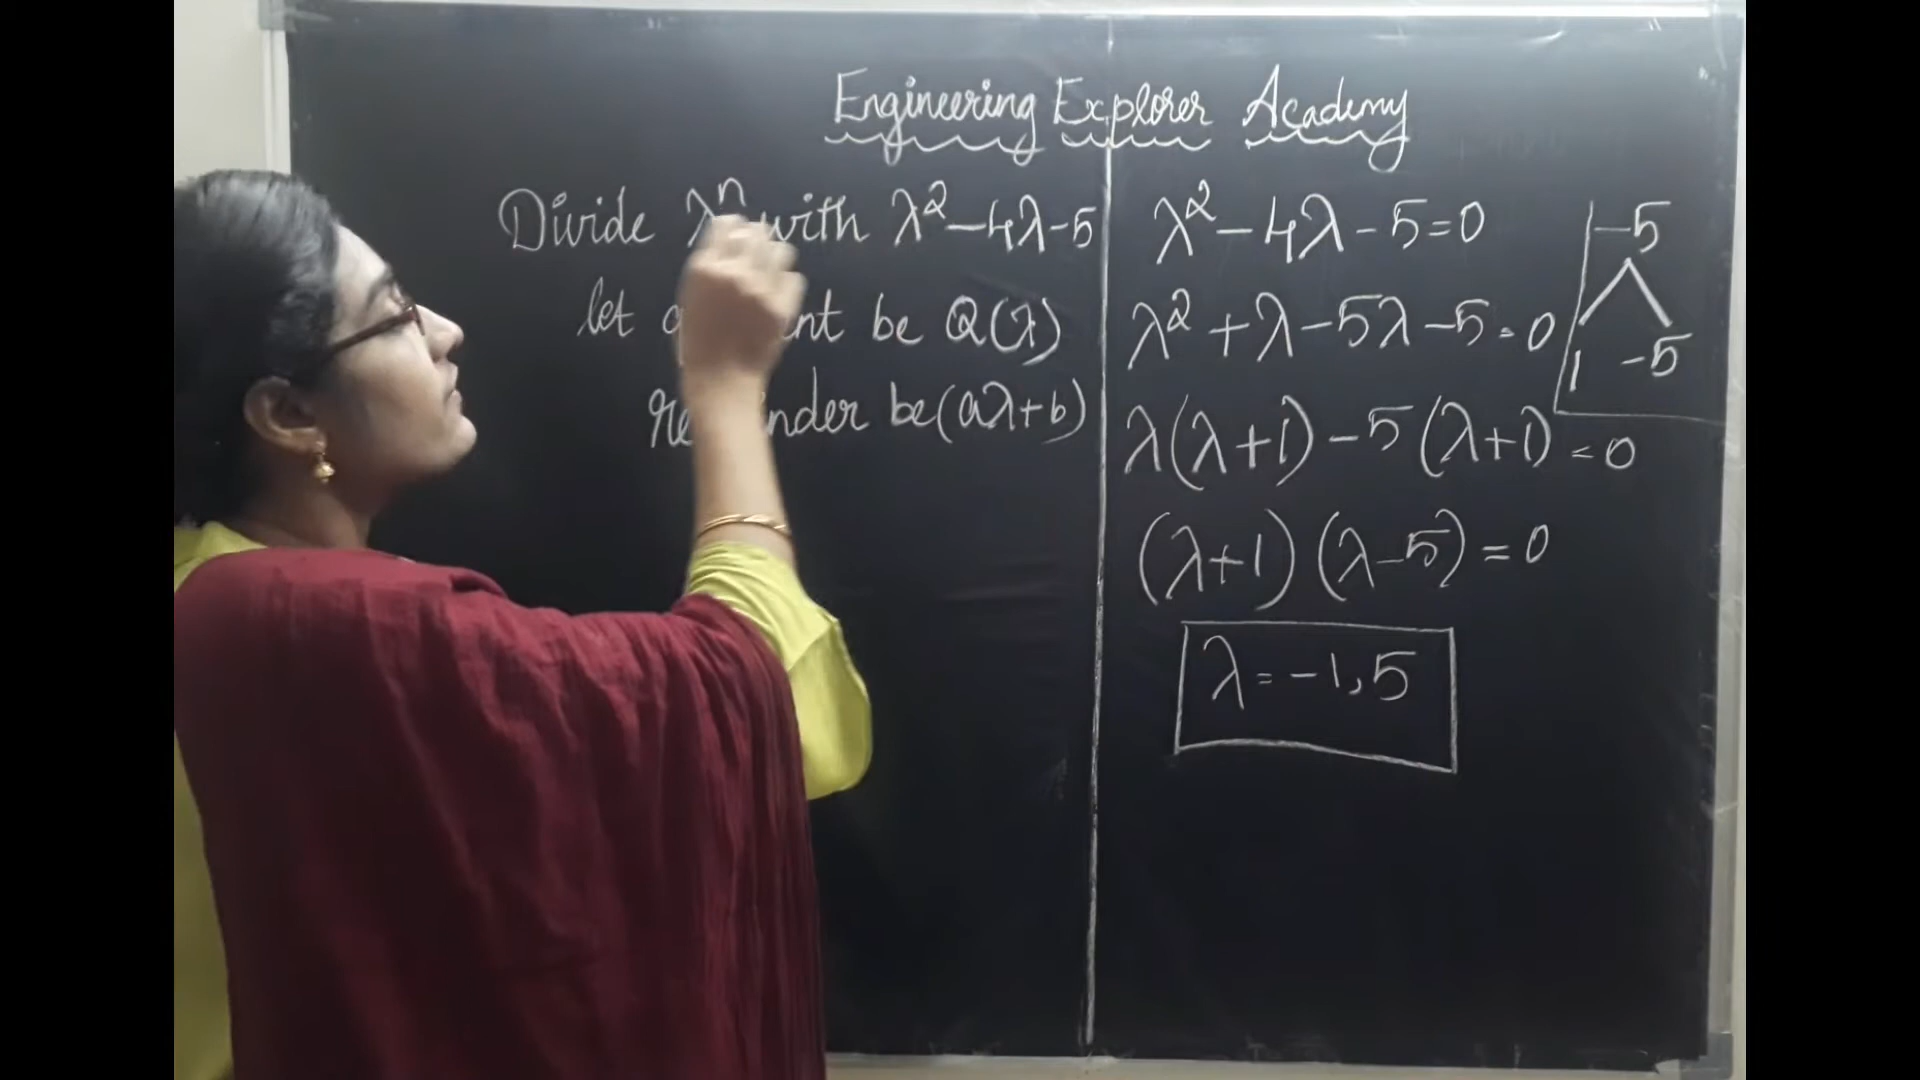 Engineering Explorer Academy
Divide λⁿ with λ²-4λ-5
let be Q(λ)
be (aλ+b)
λ²-4λ-5=0
λ²+λ-5λ-5=0
λ(λ+1)-5(λ+1)=0
(λ+1)(λ-5)=0
λ=-1,5
-5
1 -5